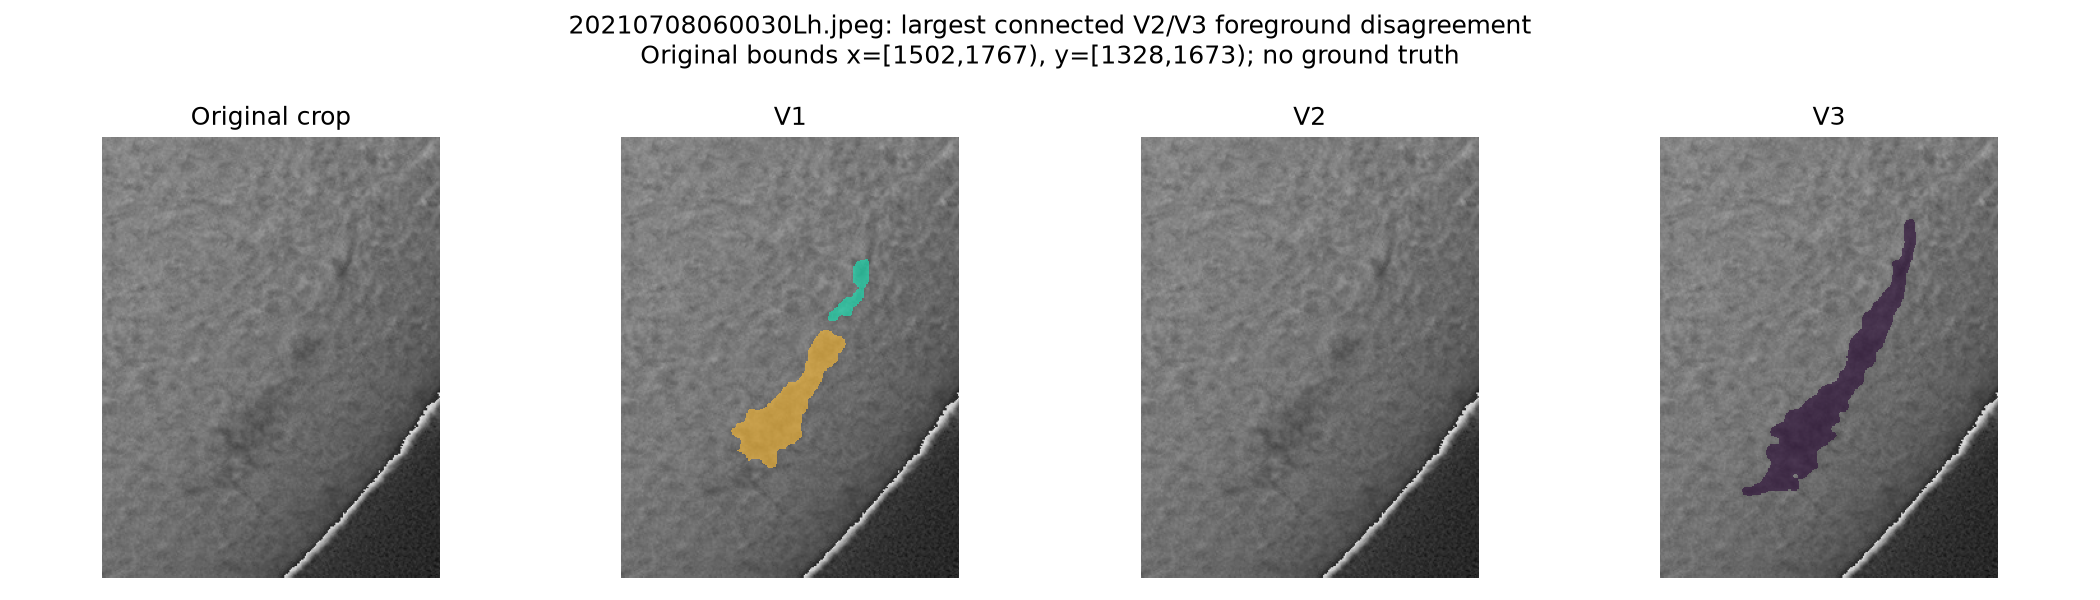 20210708060030Lh.jpeg: largest connected V2/V3 foreground disagreement
Original bounds x=[1502,1767), y=[1328,1673); no ground truth
Original crop
V1
V2
V3